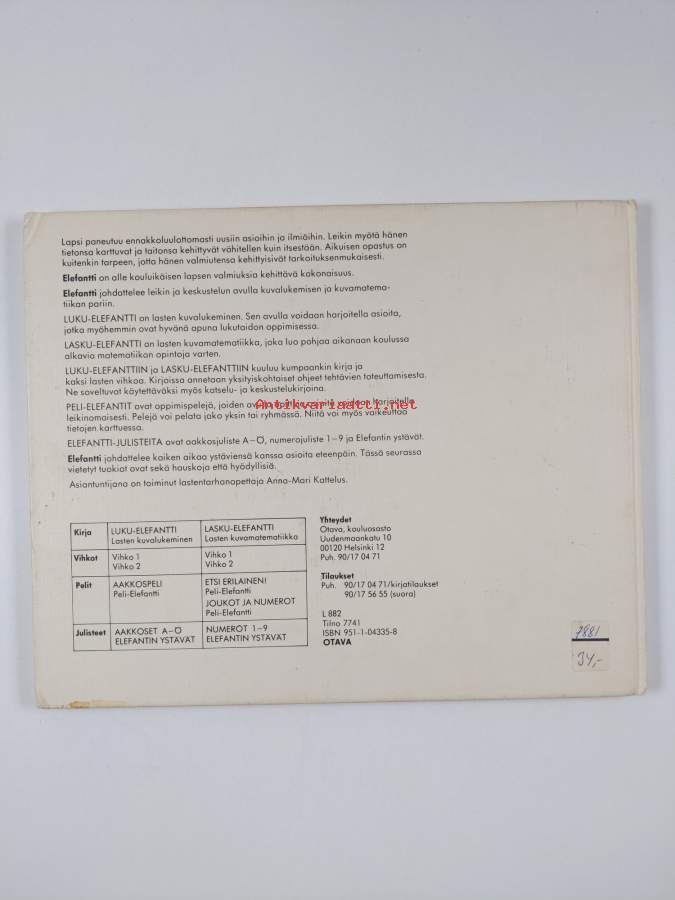 Lapsi paneutuu ennakkoluulottomasti uusiin asioihin ja ilmiöihin. Leikin myötä hänen
tietonsa karttuvat ja taitonsa kehittyvät vähitellen kuin itsestään. Aikuisen opastus on
kuitenkin tarpeen, jotta hänen valmiutensa kehittyisivät tarkoituksenmukaisesti.
Elefantti on alle kouluikäisen lapsen valmiuksia kehittävä kokonaisuus.
Elefantti johdattelee leikin ja keskustelun avulla kuvalukemisen ja kuvamatema-
tiikan pariin.
LUKU-ELEFANTTI on lasten kuvalukeminen. Sen avulla voidaan harjoitella asioita,
jotka myöhemmin ovat hyvänä apuna lukutaidon oppimisessa.
LASKU-ELEFANTTI on lasten kuvamatematiikka, joka luo pohjaa aikanaan koulussa
alkavia matematiikan opintoja varten.
LUKU-ELEFANTTIIN ja LASKU-ELEFANTTIIN kuuluu kumpaankin kirja ja
kaksi lasten vihkoa. Kirjoissa annetaan yksityiskohtaiset ohjeet tehtävien toteuttamisesta.
Ne soveltuvat käytettäväksi myös katselu- ja keskustelukirjoina.
PELI-ELEFANTIT ovat oppimispelejä, joiden voidaan harjoitella
Antikvariaatti.net
leikinomaisesti. Pelejä voi pelata joko yksin tai ryhmässä. Niitä voi myös vaikeuttaa
tietojen karttuessa.
ELEFANTTI-JULISTEITA ovat aakkosjuliste A–Ö, numerojuliste 1–9 ja Elefantin ystävät.
Elefantti johdattelee kaiken aikaa ystäviensä kanssa asioita eteenpäin. Tässä seurassa
vietetyt tuokiot ovat sekä hauskoja että hyödyllisiä.
Asiantuntijana on toiminut lastentarhanopettaja Anna-Mari Kattelus.
Kirja LUKU-ELEFANTTI LASKU-ELEFANTTI
Lasten kuvalukeminen Lasten kuvamatematiikka
Vihkot Vihko 1 Vihko 1
Vihko 2 Vihko 2
Pelit AAKKOSPELI ETSI ERILAINEN!
Peli-Elefantti Peli-Elefantti
JOUKOT JA NUMEROT
Peli-Elefantti
Julisteet AAKKOSET A–Ö NUMEROT 1–9
ELEFANTIN YSTÄVÄT ELEFANTIN YSTÄVÄT
Yhteydet
Otava, kouluosasto
Uudenmaankatu 10
00120 Helsinki 12
Puh. 90/17 04 71
Tilaukset
Puh. 90/17 04 71/kirjatilaukset
90/17 56 55 (suora)
L 882
Tilno 7741
ISBN 951-1-04335-8
OTAVA
7881
34,-